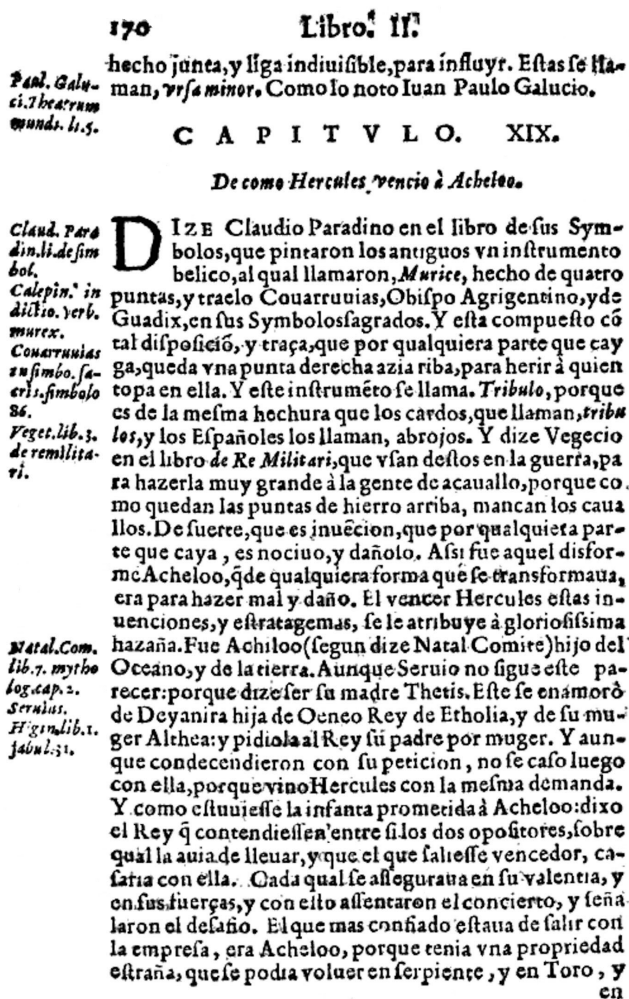 170 Libro. II.
hecho junta, y liga indiuisible, para influyr. Estas se lla-
man, vrsa minor. Como lo noto Iuan Paulo Galucio.
Paul. Galu-
ci. Theatrum
mundi. li. 5.
CAPITVLO. XIX.
De como Hercules vencio à Acheloo.
DIZE Claudio Paradino en el libro de sus Sym-
bolos, que pintaron los antiguos vn instrumento
belico, al qual llamaron, Murice, hecho de quatro
puntas, y traelo Couarruuias, Obispo Agrigentino, y de
Guadix, en sus Symbolos sagrados. Y esta compuesto cõ
tal disposiciõ, y traça, que por qualquiera parte que cay
ga, queda vna punta derecha azia riba, para herir à quien
topa en ella. Y este instrumẽto se llama. Tribulo, porque
es de la mesma hechura que los cardos, que llaman, tribu
los, y los Españoles los llaman, abrojos. Y dize Vegecio
en el libro de Re Militari, que vsan destos en la guerra, pa
ra hazerla muy grande à la gente de acauallo, porque co
mo quedan las puntas de hierro arriba, mancan los caua
llos. De suerte, que es inuẽcion, que por qualquiera par-
te que caya, es nociuo, y dañoso. Assi fue aquel disfor-
me Acheloo, q̃ de qualquiera forma que se transformaua,
era para hazer mal y daño. El vencer Hercules estas in-
uenciones, y estratagemas, se le atribuye à gloriosissima
hazaña. Fue Achiloo (segun dize Natal Comite) hijo del
Oceano, y de la tierra. Aunque Seruio no sigue este pa-
recer: porque dize ser su madre Thetis. Este se enamorò
de Deyanira hija de Oeneo Rey de Etholia, y de su mu-
ger Althea: y pidiola al Rey su padre por muger. Y aun-
que condecendieron con su peticion, no se caso luego
con ella, porque vino Hercules con la mesma demanda.
Y como estuuiesse la infanta prometida à Acheloo: dixo
el Rey q̃ contendiessen entre si los dos opositores, sobre
qual la auia de lleuar, y que el que saliesse vencedor, ca-
saria con ella. Cada qual se asseguraua en su valentia, y
en sus fuerças, y con esto assentaron el concierto, y seña
laron el desafio. El que mas confiado estaua de salir con
la empresa, era Acheloo, porque tenia vna propriedad
estraña, que se podia voluer en serpiente, y en Toro, y
en
Claud. Para
din. li. de sim
bol.
Calepin. in
dictio. verb.
murex.
Couarruuias
in simbo. sa-
cris. simbolo
86.
Veget. lib. 3.
de re milita-
ri.
Natal. Com.
lib. 7. mytho
log. cap. 2.
Seruius.
Higin. lib. 1.
fabul. 31.